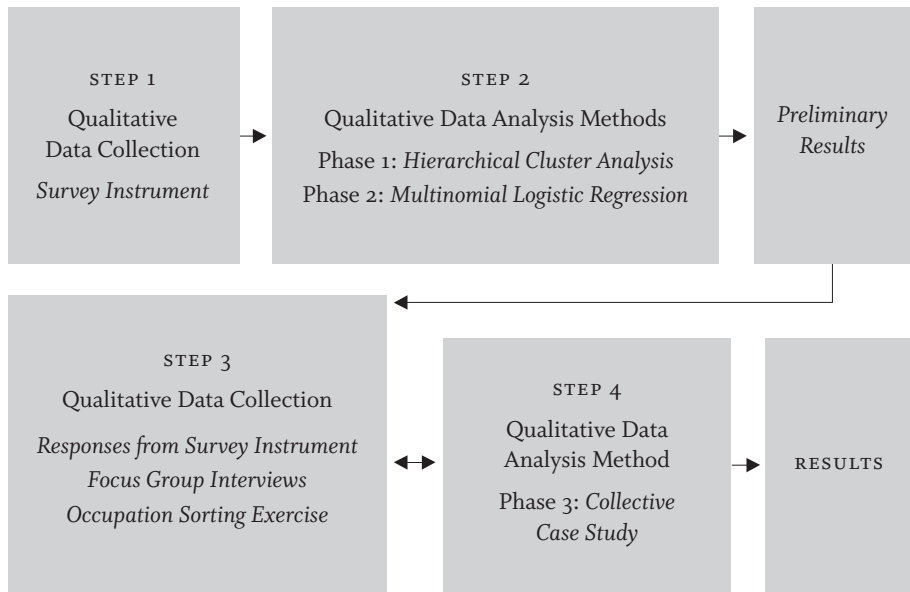 STEP 1
Qualitative
Data Collection
Survey Instrument
STEP 2
Qualitative Data Analysis Methods
Phase 1: Hierarchical Cluster Analysis
Phase 2: Multinomial Logistic Regression
Preliminary
Results
STEP 3
Qualitative Data Collection
Responses from Survey Instrument
Focus Group Interviews
Occupation Sorting Exercise
STEP 4
Qualitative Data
Analysis Method
Phase 3: Collective
Case Study
RESULTS